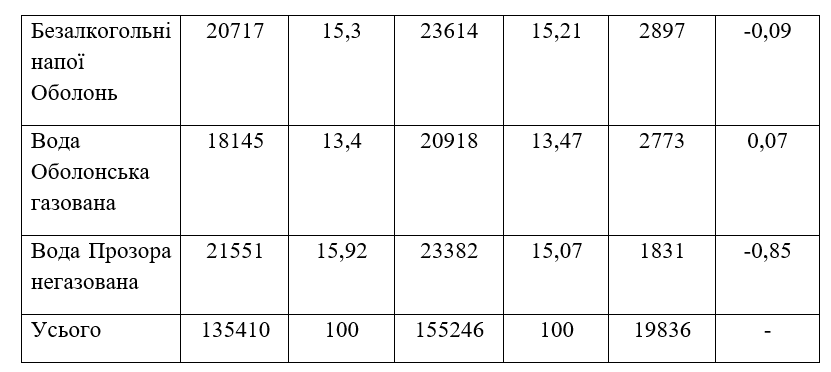 Безалкогольні 20717 15,3 23614 15,21 2897 -0,09
напої
Оболонь
Вода 18145 13,4 20918 13,47 2773 0,07
Оболонська
газована
Вода Прозора 21551 15,92 23382 15,07 1831 -0,85
негазована
Усього 135410 100 155246 100 19836 -